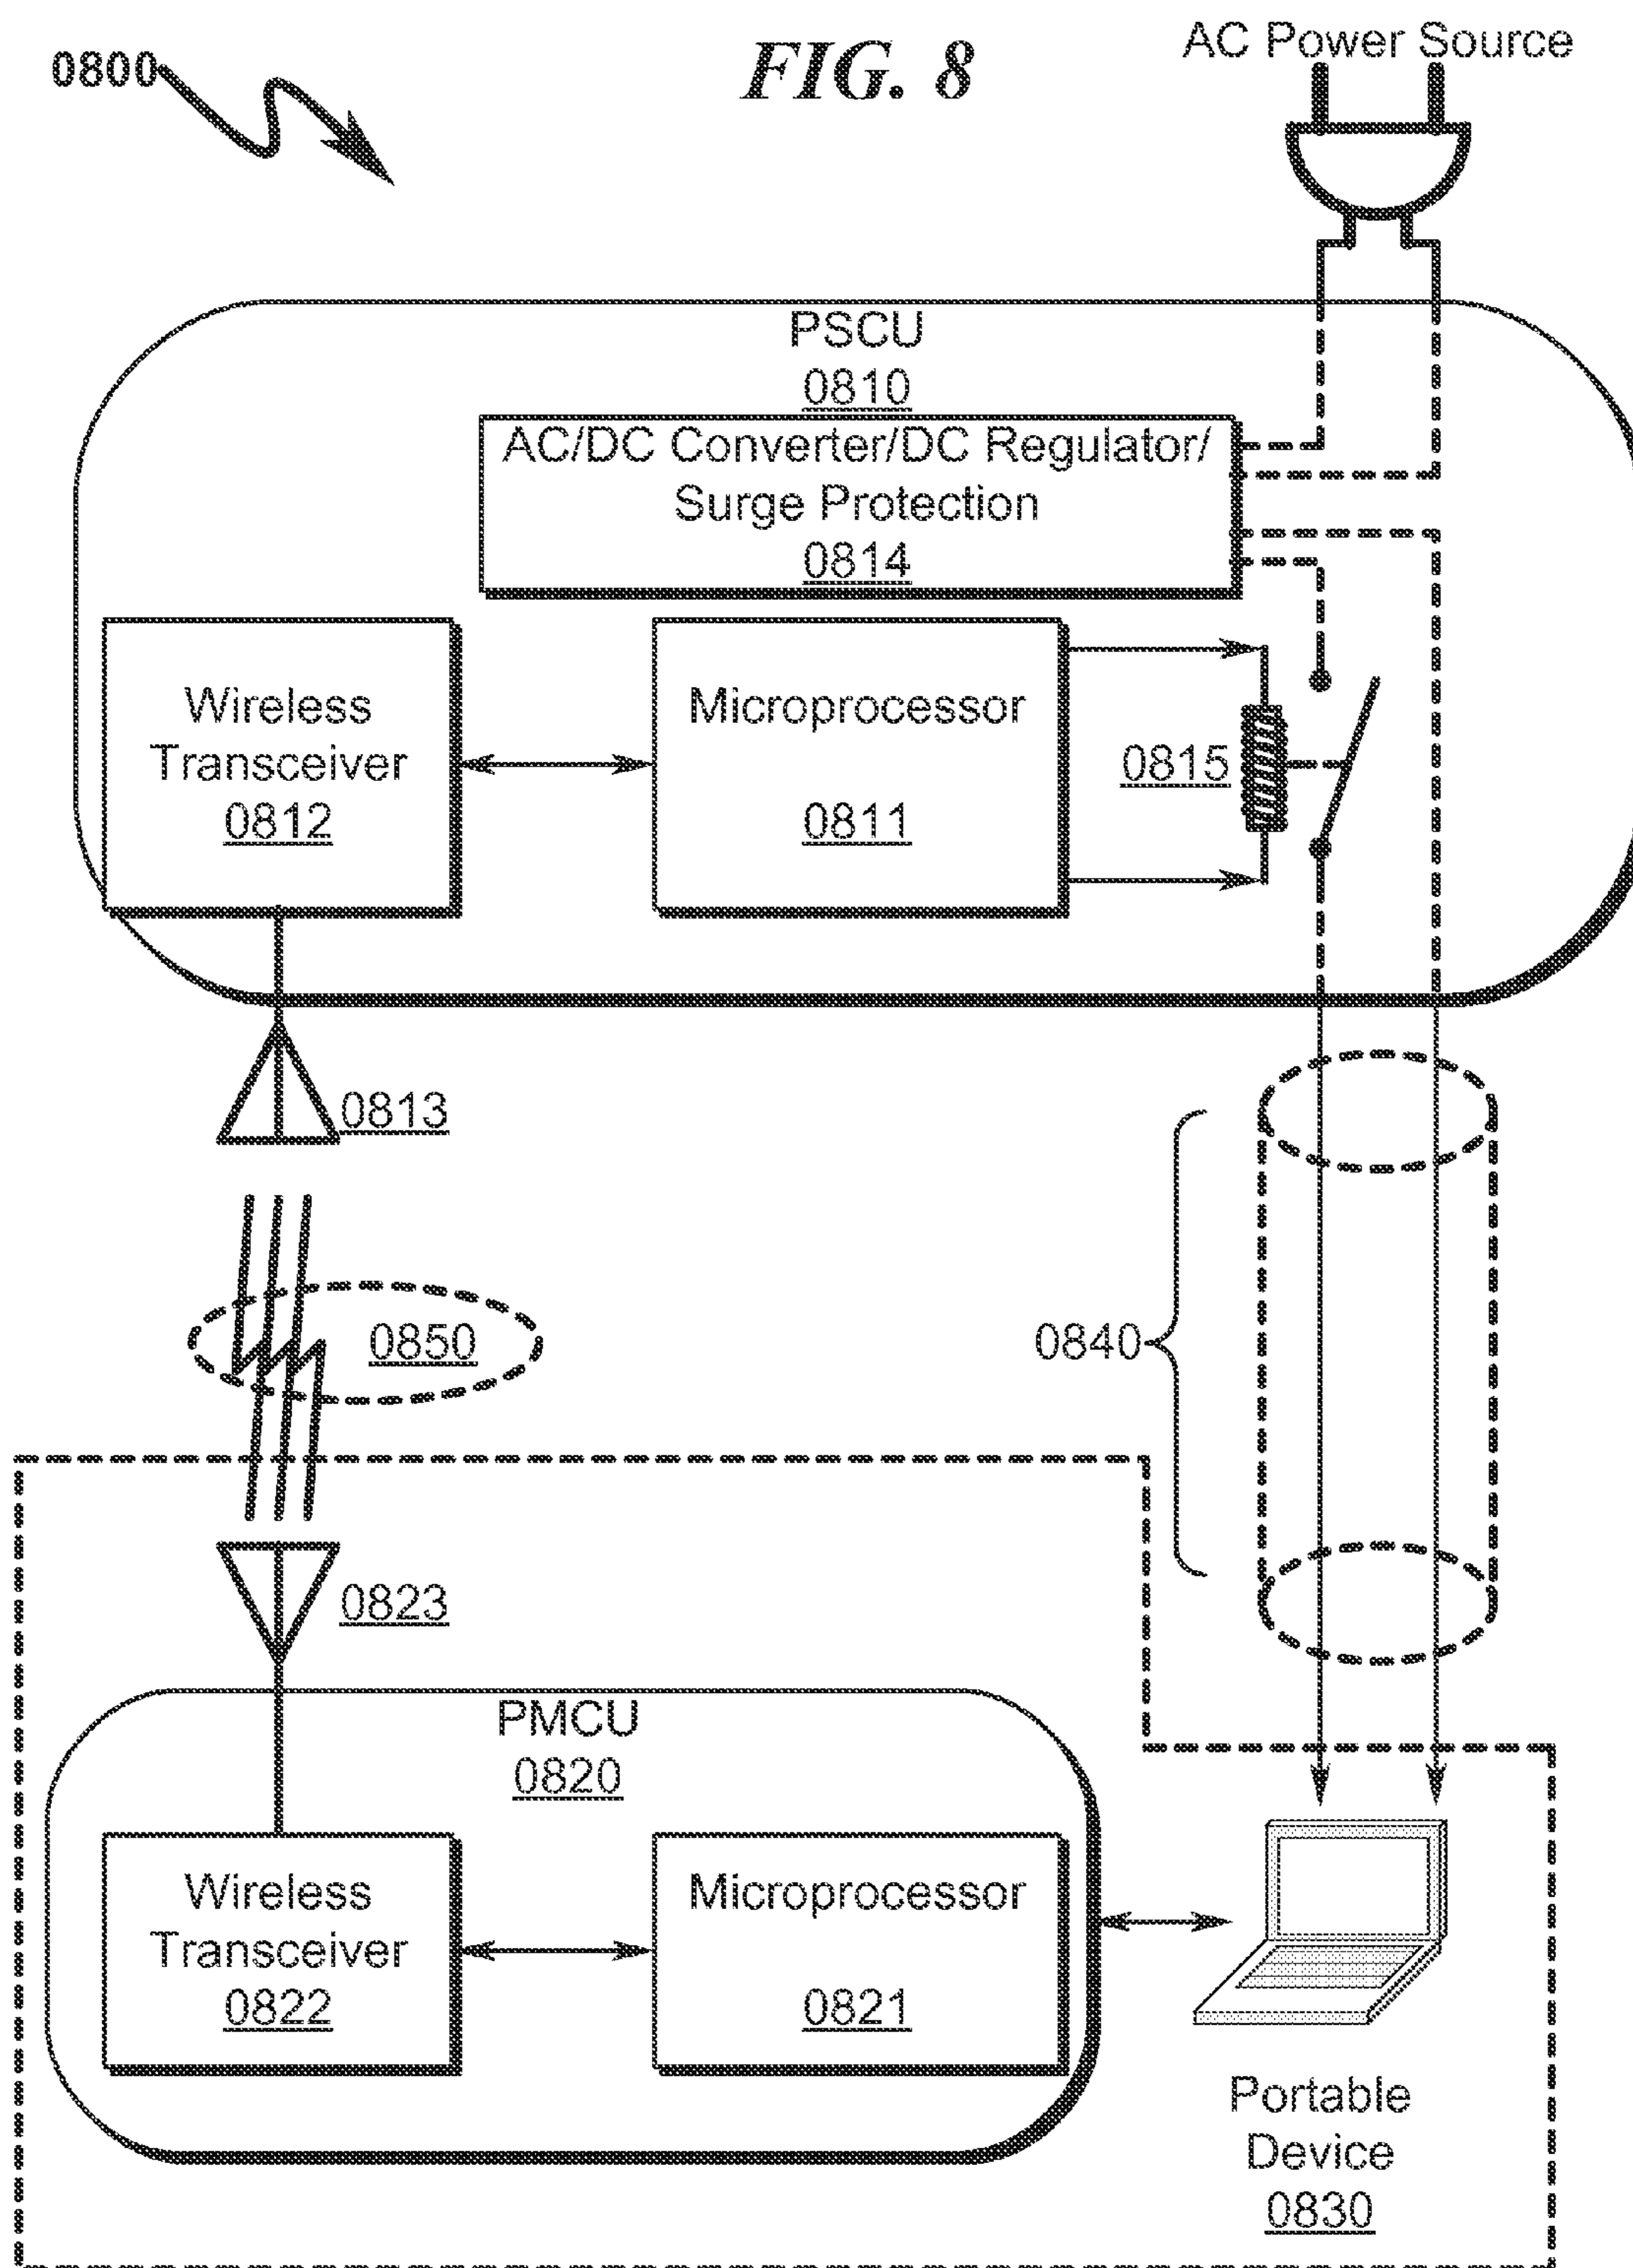 0800
FIG. 8
AC Power Source
PSCU
0810
AC/DC Converter/DC Regulator/
Surge Protection
0814
Wireless
Transceiver
0812
Microprocessor
0811
0815
0813
0850
0840
0823
PMCU
0820
Wireless
Transceiver
0822
Microprocessor
0821
Portable
Device
0830